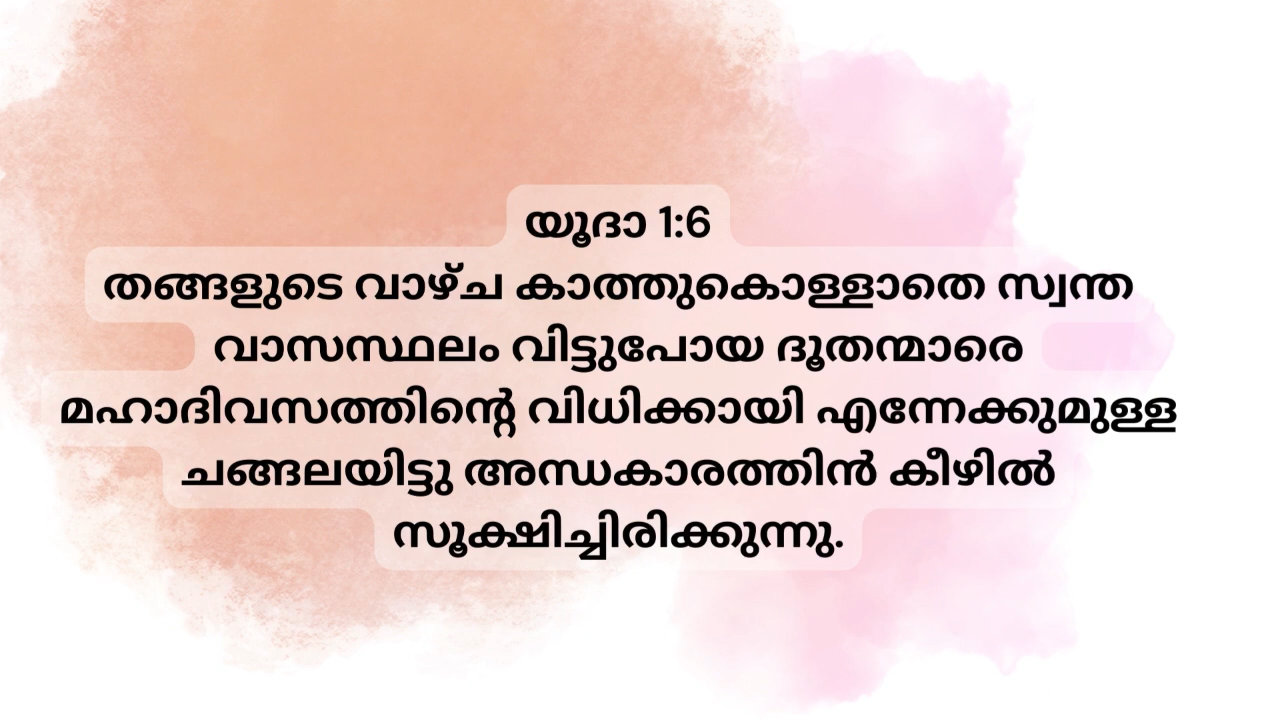 യൂദാ 1:6
തങ്ങളുടെ വാഴ്ച കാത്തുകൊള്ളാതെ സ്വന്ത
വാസസ്ഥലം വിട്ടുപോയ ദൂതന്മാരെ
മഹാദിവസത്തിന്റെ വിധിക്കായി എന്നേക്കുമുള്ള
ചങ്ങലയിട്ടു അന്ധകാരത്തിൻ കീഴിൽ
സൂക്ഷിച്ചിരിക്കുന്നു.